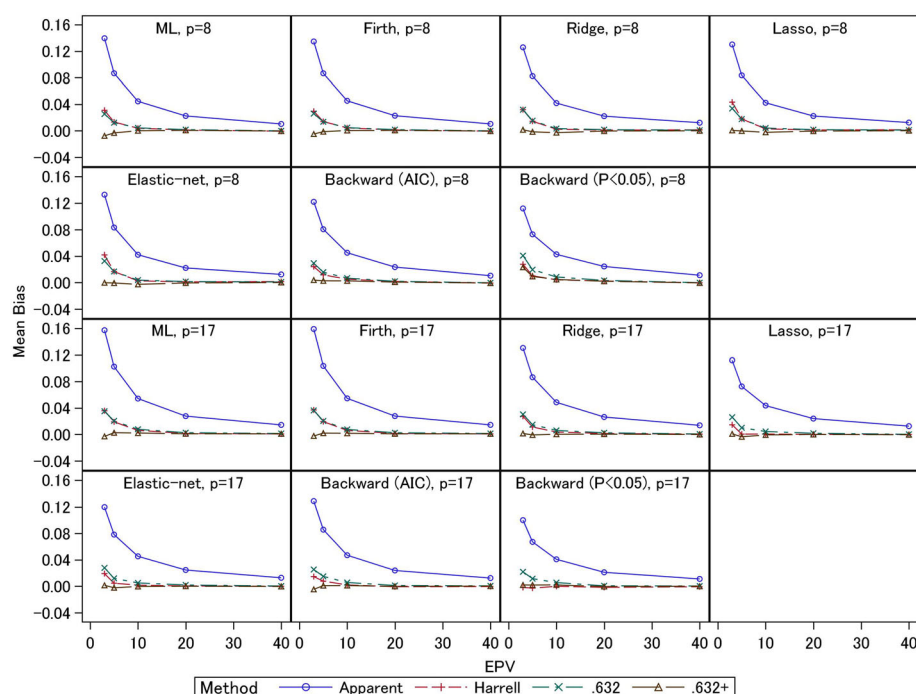 ML, p=8
Firth, p=8
Ridge, p=8
Lasso, p=8
0.16
0.12
0.08
0.04
0.00
−0.04
Elastic-net, p=8
Backward (AIC), p=8
Backward (P<0.05), p=8
0.16
0.12
0.08
0.04
0.00
−0.04
Mean Bias
ML, p=17
Firth, p=17
Ridge, p=17
Lasso, p=17
0.16
0.12
0.08
0.04
0.00
−0.04
Elastic-net, p=17
Backward (AIC), p=17
Backward (P<0.05), p=17
0.16
0.12
0.08
0.04
0.00
−0.04
0 10 20 30 40 0 10 20 30 40 0 10 20 30 40 0 10 20 30 40
EPV
Method Apparent Harrell .632 .632+